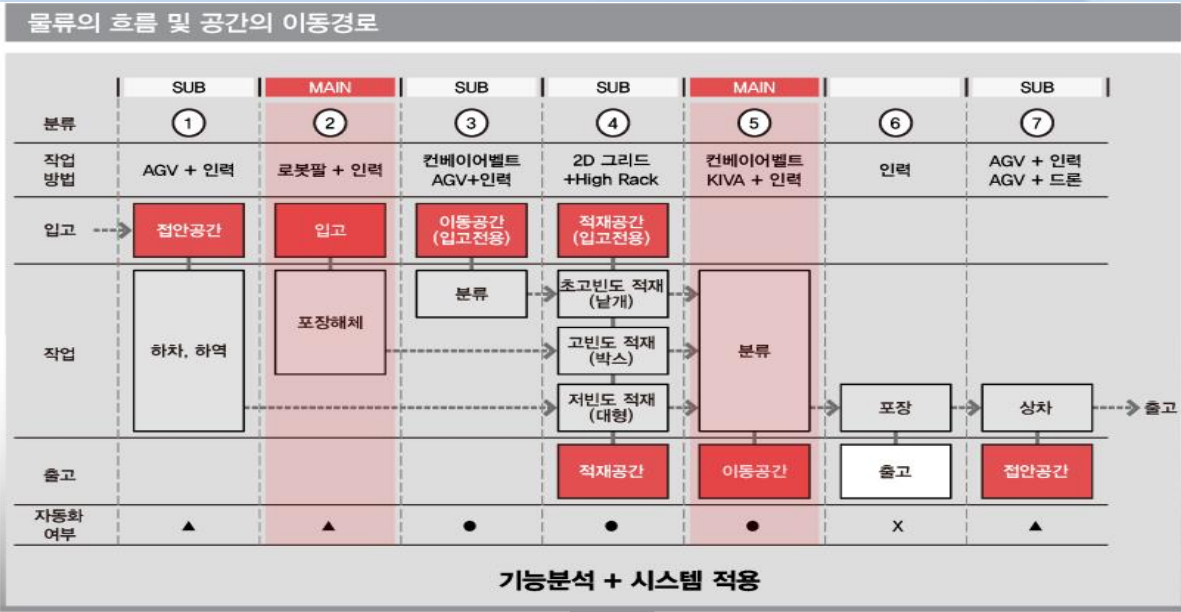 물류의 흐름 및 공간의 이동경로
SUB MAIN SUB SUB MAIN SUB
분류 1 2 3 4 5 6 7
작업
방법
AGV + 인력
로봇팔 + 인력
컨베이어벨트
AGV+인력
2D 그리드
+High Rack
컨베이어벨트
KIVA + 인력
인력
AGV + 인력
AGV + 드론
입고
접안공간
입고
이동공간
(입고전용)
적재공간
(입고전용)
작업
하차, 하역
포장해체
분류
초고빈도 적재
(낱개)
고빈도 적재
(박스)
저빈도 적재
(대형)
분류
포장
상차
출고
출고
적재공간
이동공간
출고
접안공간
자동화
여부
▲ ▲ ● ● ● X ▲
기능분석 + 시스템 적용